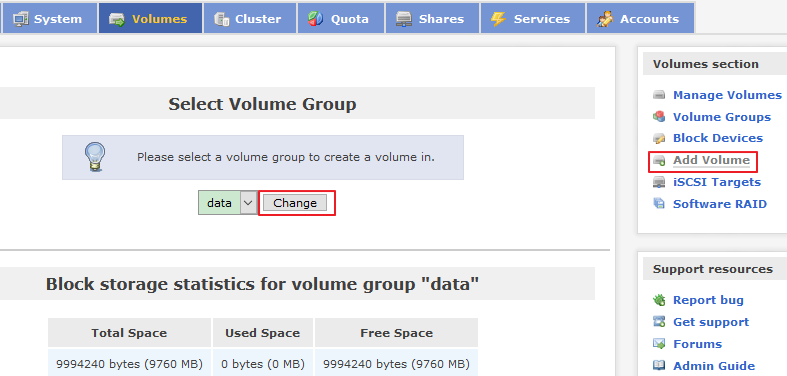 System Volumes Cluster Quota Shares Services Accounts
Select Volume Group
Please select a volume group to create a volume in.
data Change
Block storage statistics for volume group "data"
Total Space Used Space Free Space
9994240 bytes (9760 MB) 0 bytes (0 MB) 9994240 bytes (9760 MB)
Volumes section
Manage Volumes
Volume Groups
Block Devices
Add Volume
iSCSI Targets
Software RAID
Support resources
Report bug
Get support
Forums
Admin Guide